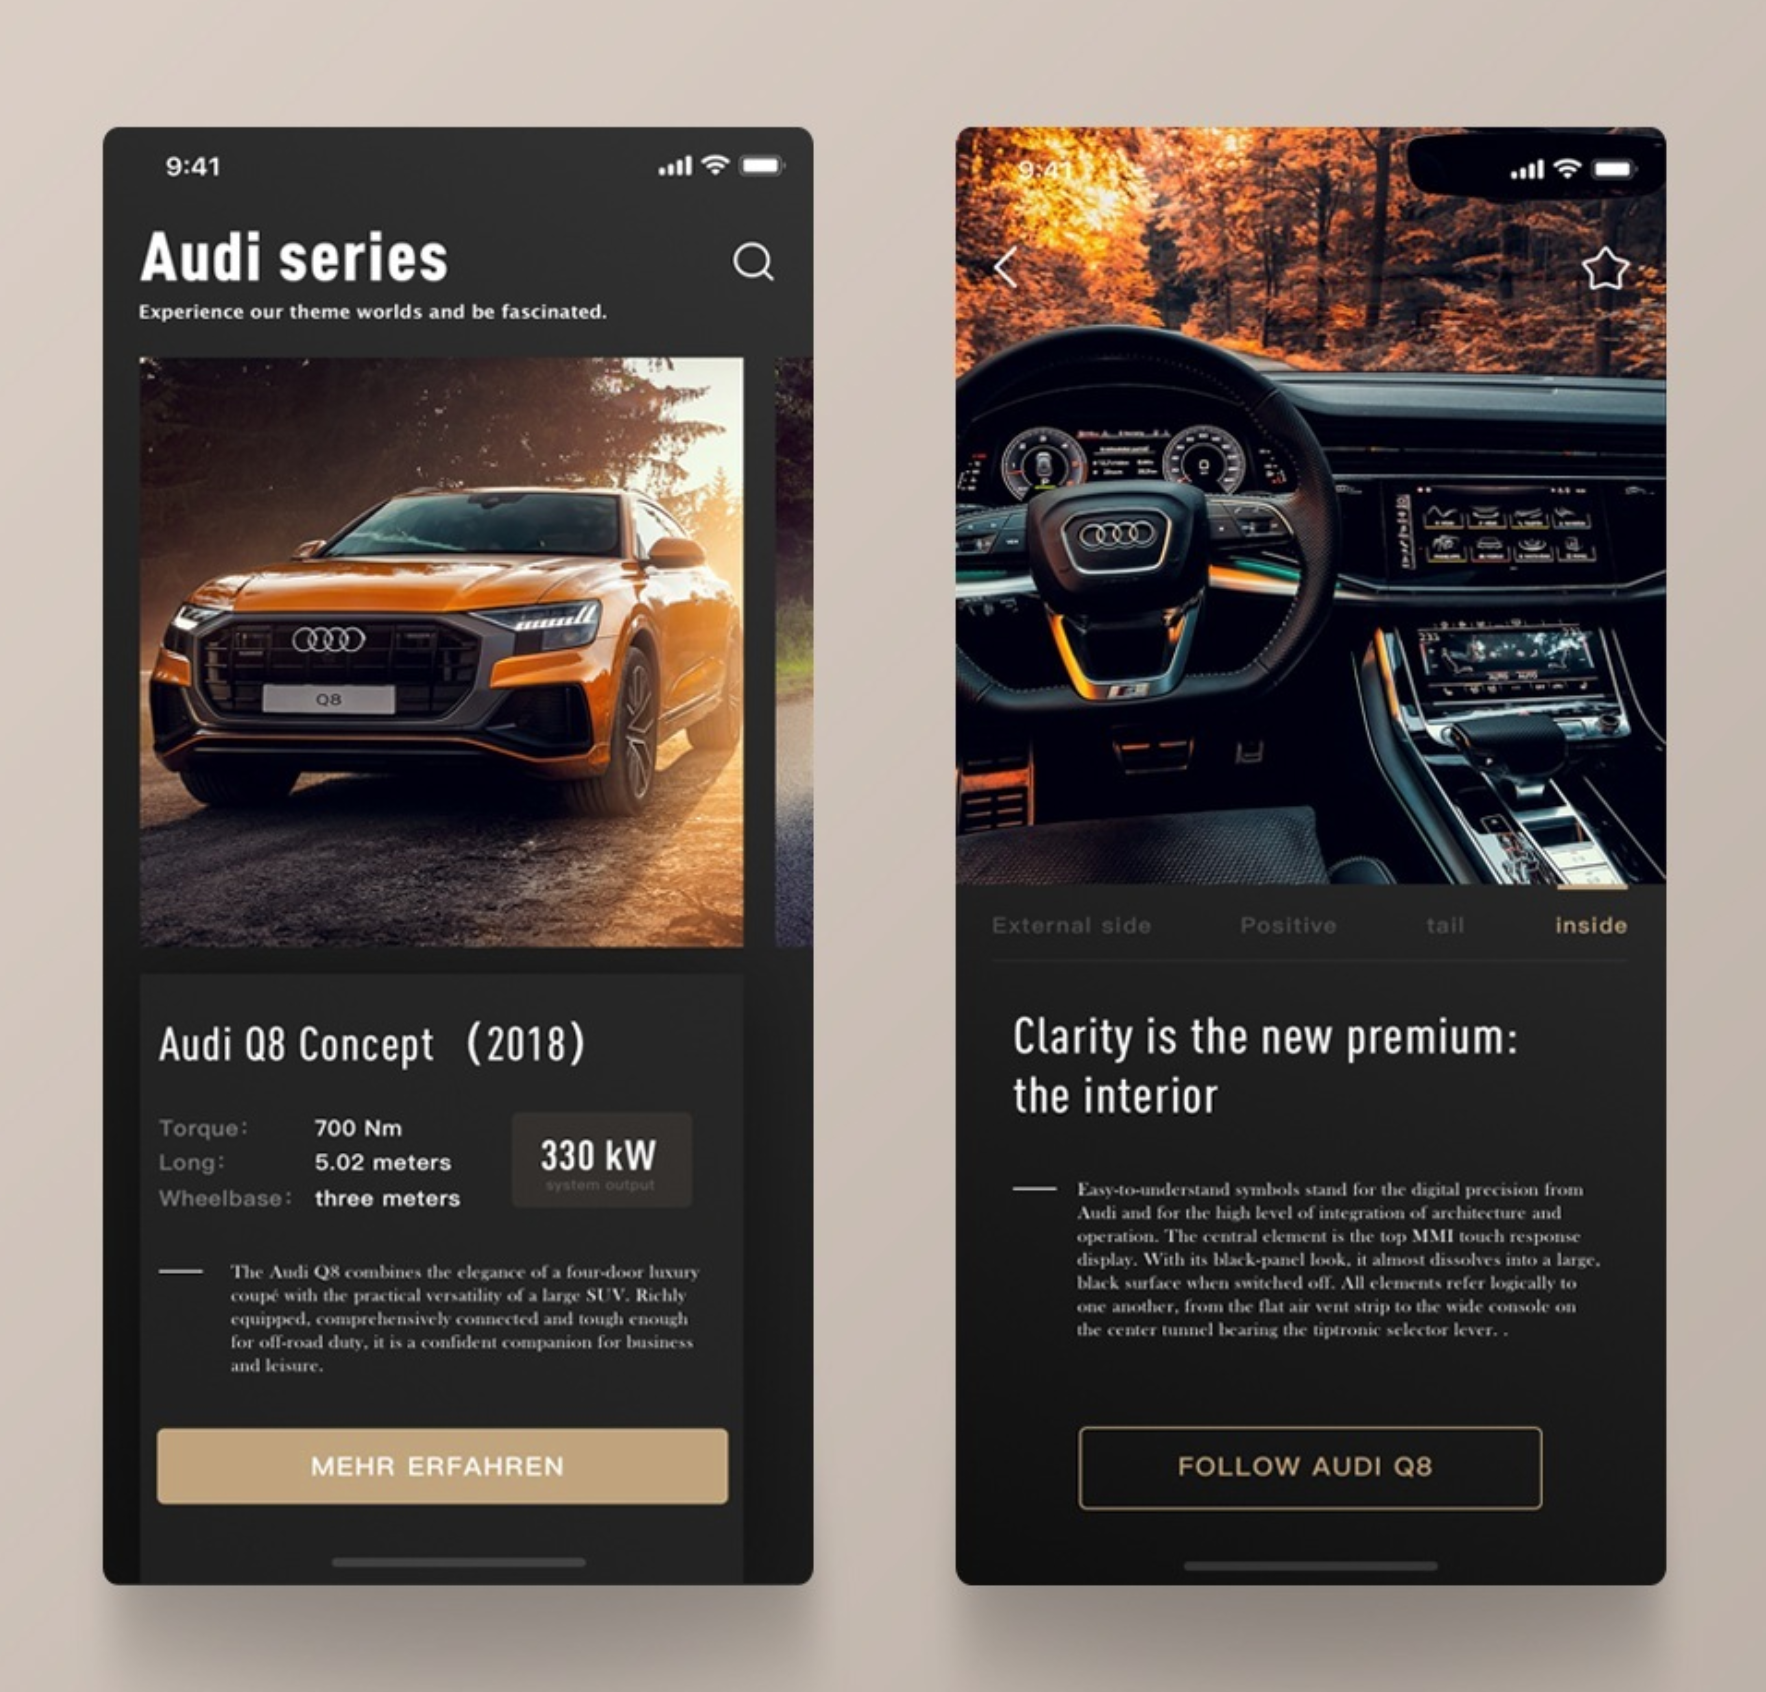 9:41
Audi series
Experience our theme worlds and be fascinated.
Q8
Audi Q8 Concept （2018）
Torque：
700 Nm
Long：
5.02 meters
Wheelbase：
three meters
330 kW
system output
The Audi Q8 combines the elegance of a four-door luxury
coupé with the practical versatility of a large SUV. Richly
equipped, comprehensively connected and tough enough
for off-road duty, it is a confident companion for business
and leisure.
MEHR ERFAHREN
9:41
External side
Positive
tail
inside
Clarity is the new premium:
the interior
Easy-to-understand symbols stand for the digital precision from
Audi and for the high level of integration of architecture and
operation. The central element is the top MMI touch response
display. With its black-panel look, it almost dissolves into a large,
black surface when switched off. All elements refer logically to
one another, from the flat air vent strip to the wide console on
the center tunnel bearing the tiptronic selector lever. .
FOLLOW AUDI Q8